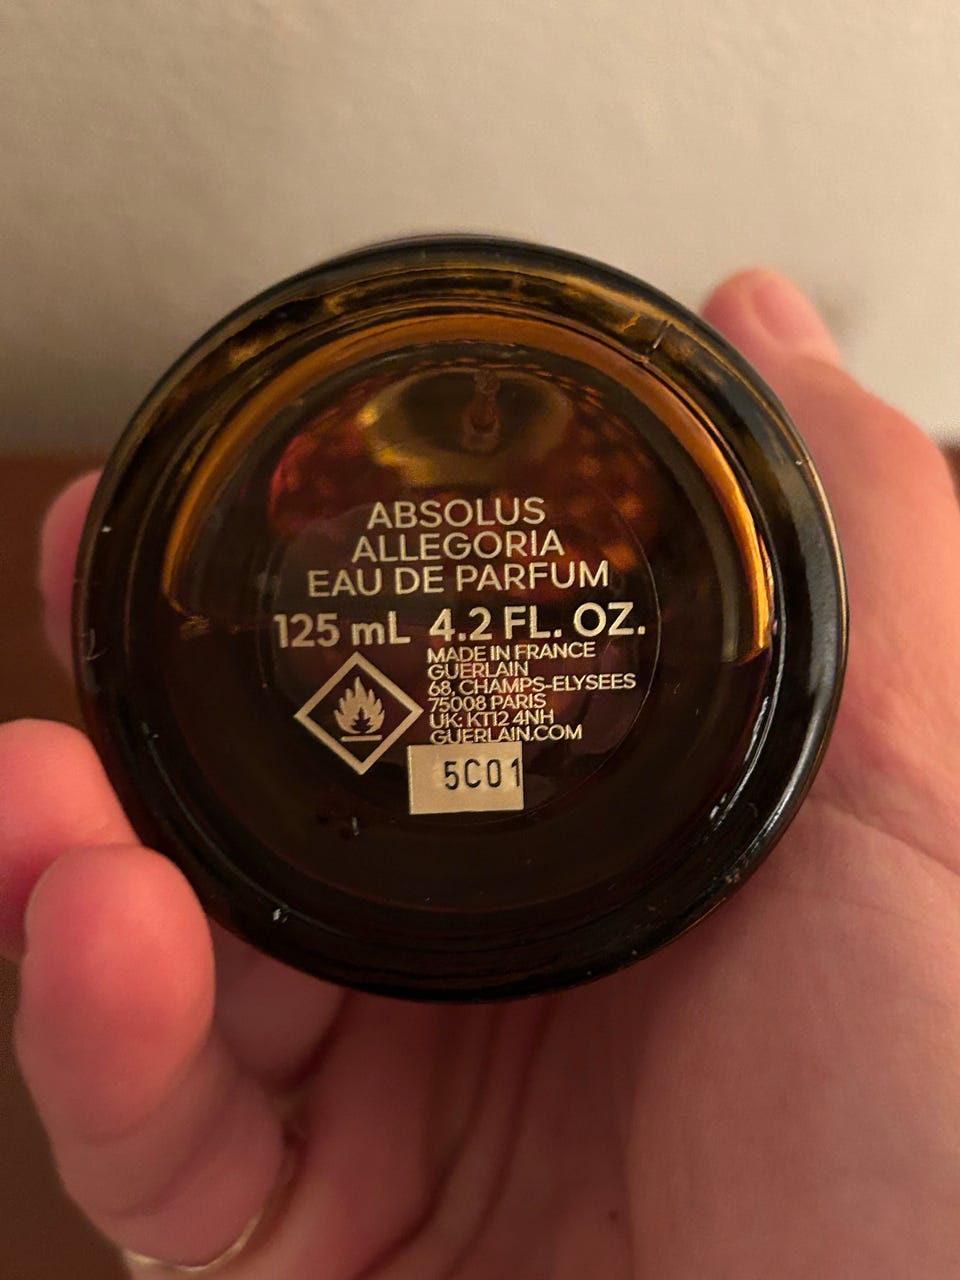 ABSOLUS
ALLEGORIA
EAU DE PARFUM
125 mL 4.2 FL. OZ.
MADE IN FRANCE
GUERLAIN
68, CHAMPS-ELYSEES
75008 PARIS
UK: KT12 4NH
GUERLAIN.COM
5C01